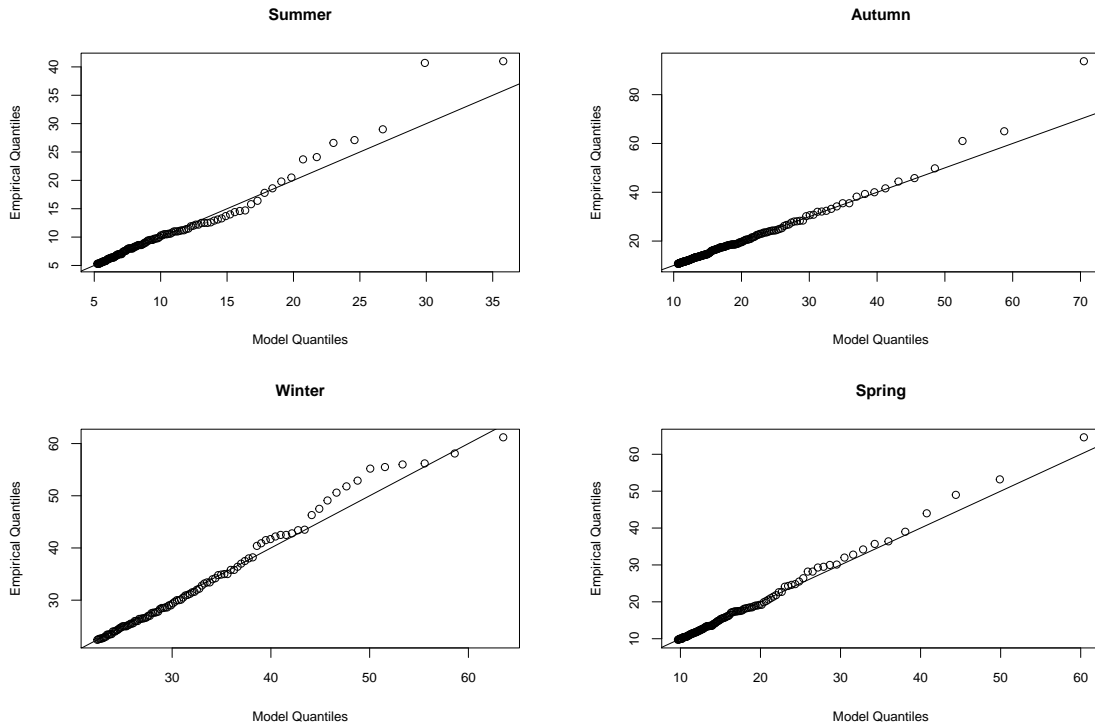 Summer
40
35
30
25
20
15
10
5
Empirical Quantiles
5 10 15 20 25 30 35
Model Quantiles
Autumn
80
60
40
20
Empirical Quantiles
10 20 30 40 50 60 70
Model Quantiles
Winter
60
50
40
30
Empirical Quantiles
30 40 50 60
Model Quantiles
Spring
60
50
40
30
20
10
Empirical Quantiles
10 20 30 40 50 60
Model Quantiles